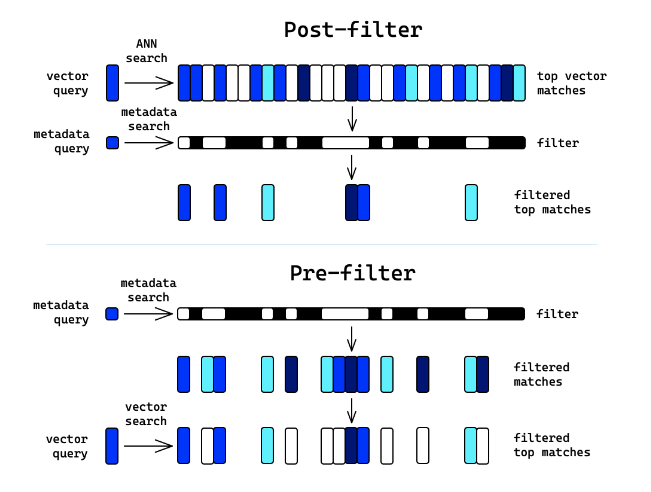 Post-filter
ANN
search
vector
query
top vector
matches
metadata
search
metadata
query
filter
filtered
top matches
Pre-filter
metadata
search
metadata
query
filter
filtered
matches
vector
search
vector
query
filtered
top matches